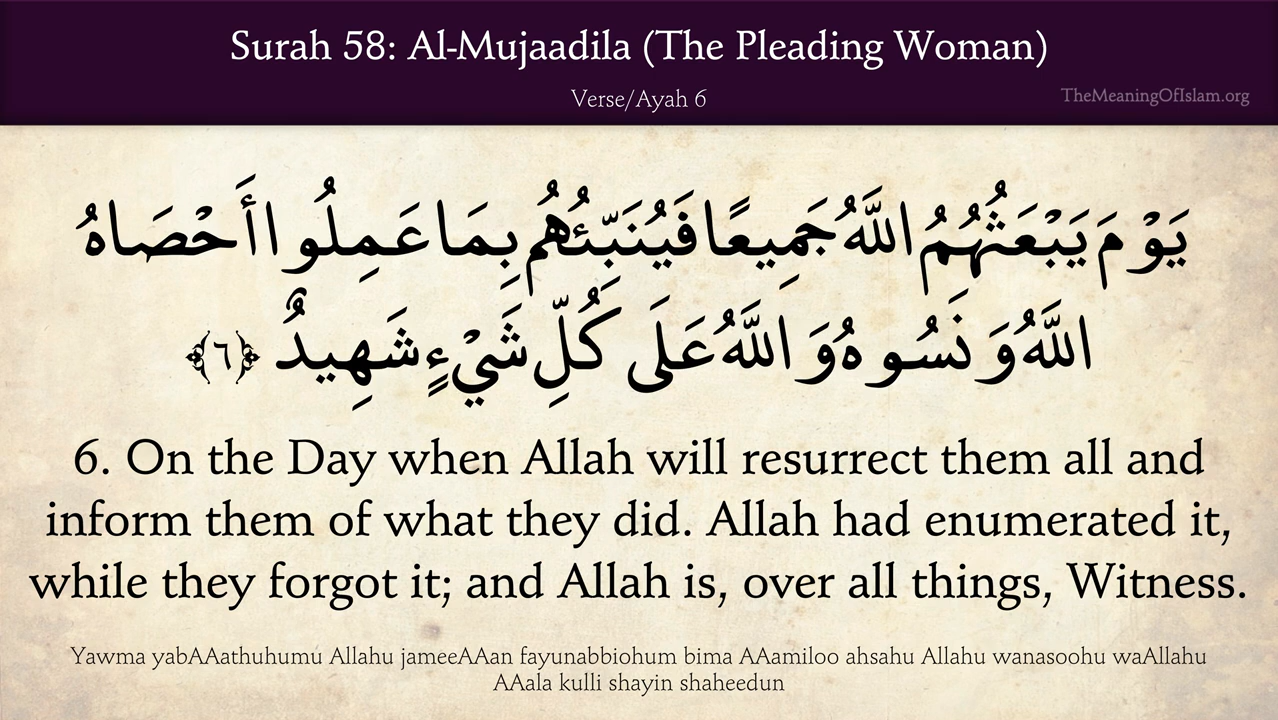 Surah 58: Al-Mujaadila (The Pleading Woman)
Verse/Ayah 6
TheMeaningOfIslam.org
يَوْمَ يَبْعَثُهُمُ اللَّهُ جَمِيعًا فَيُنَبِّئُهُم بِمَا عَمِلُوا أَحْصَاهُ
اللَّهُ وَنَسُوهُ وَاللَّهُ عَلَى كُلِّ شَيْءٍ شَهِيدٌ ﴿٦﴾
6. On the Day when Allah will resurrect them all and
inform them of what they did. Allah had enumerated it,
while they forgot it; and Allah is, over all things, Witness.
Yawma yabAAathuhumu Allahu jameeAAan fayunabbiohum bima AAamiloo ahsahu Allahu wanasoohu waAllahu
AAala kulli shayin shaheedun